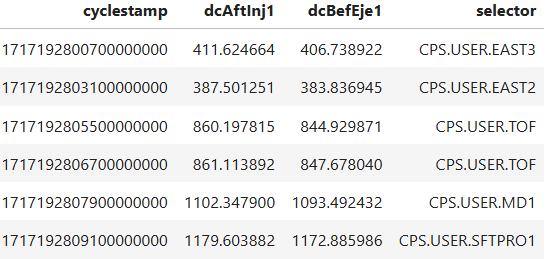 cyclestamp dcAftInj1 dcBefEje1 selector
1717192800700000000 411.624664 406.738922 CPS.USER.EAST3
1717192803100000000 387.501251 383.836945 CPS.USER.EAST2
1717192805500000000 860.197815 844.929871 CPS.USER.TOF
1717192806700000000 861.113892 847.678040 CPS.USER.TOF
1717192807900000000 1102.347900 1093.492432 CPS.USER.MD1
1717192809100000000 1179.603882 1172.885986 CPS.USER.SFTPRO1